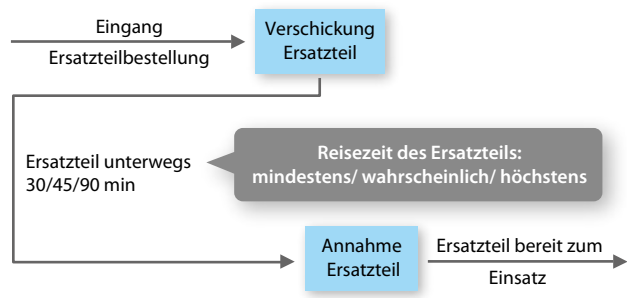 Eingang
Ersatzteilbestellung
Verschickung
Ersatzteil
Ersatzteil unterwegs
30/45/90 min
Reisezeit des Ersatzteils:
mindestens/ wahrscheinlich/ höchstens
Annahme
Ersatzteil
Ersatzteil bereit zum
Einsatz